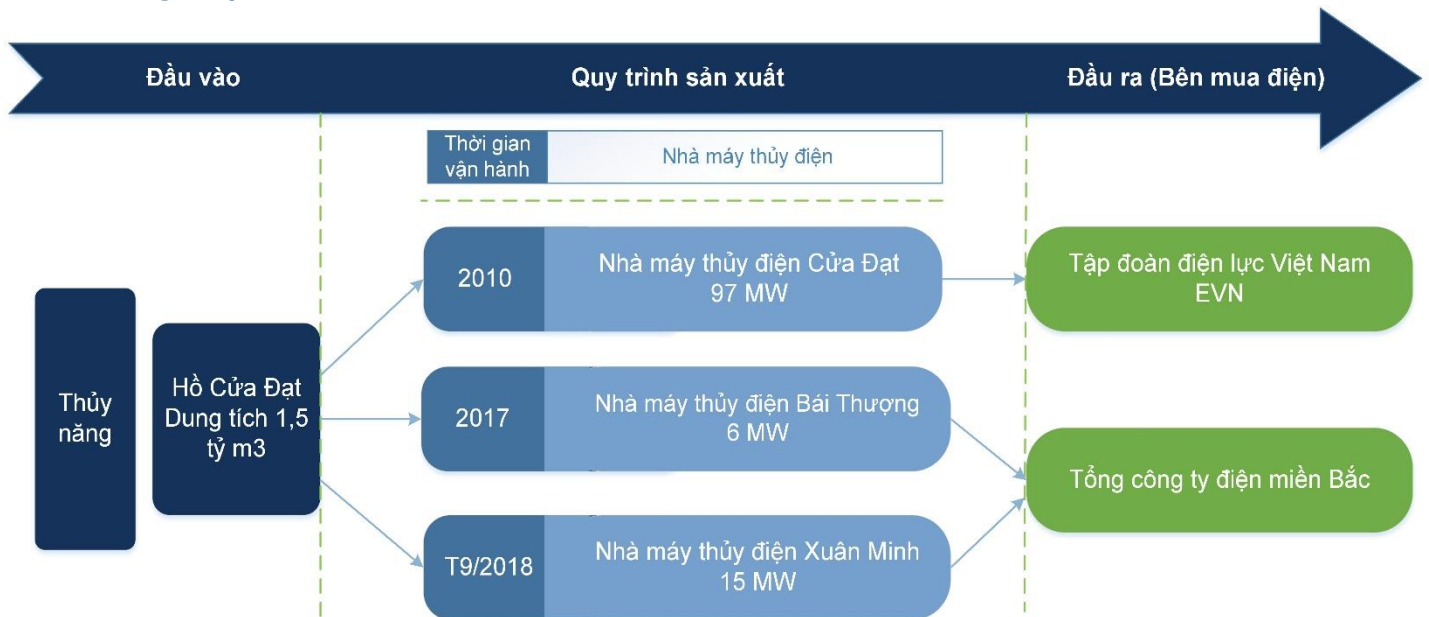 Đầu vào
Quy trình sản xuất
Đầu ra (Bên mua điện)
Thời gian
vận hành
Nhà máy thủy điện
Thủy
năng
Hồ Cửa Đạt
Dung tích 1,5
tỷ m3
2010
Nhà máy thủy điện Cửa Đạt
97 MW
Tập đoàn điện lực Việt Nam
EVN
2017
Nhà máy thủy điện Bái Thượng
6 MW
Tổng công ty điện miền Bắc
T9/2018
Nhà máy thủy điện Xuân Minh
15 MW